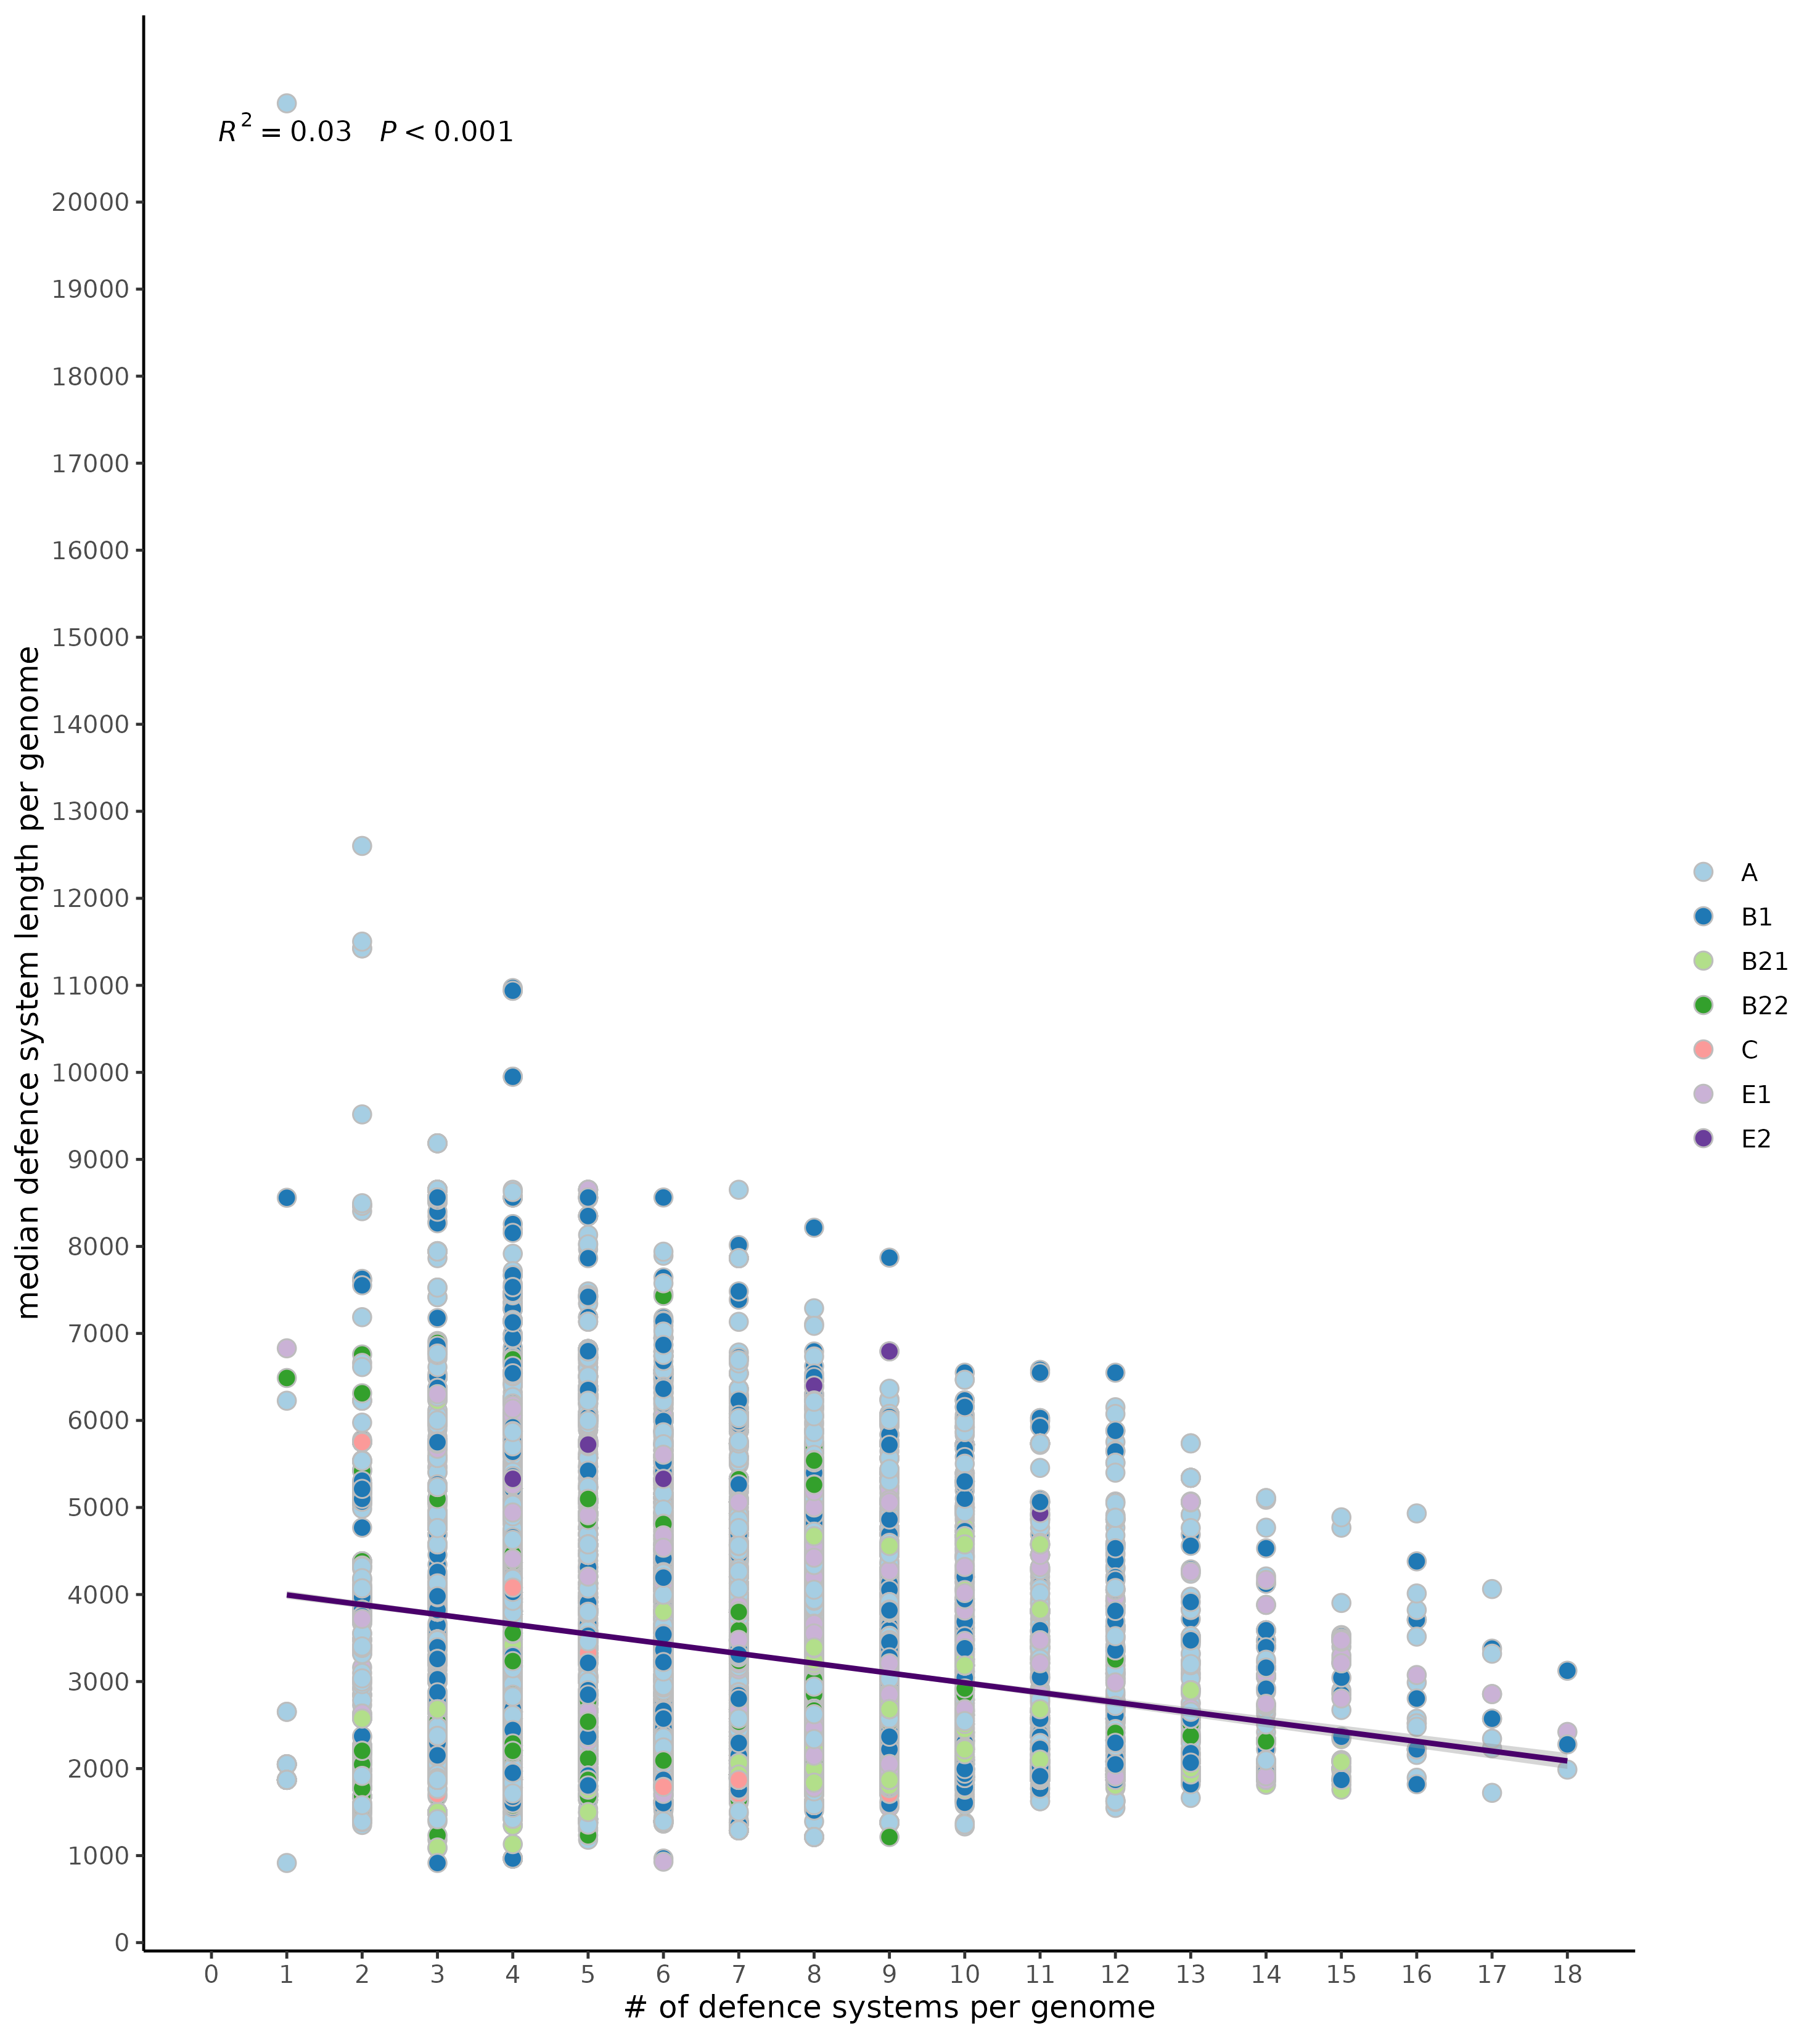 R² = 0.03 P < 0.001
median defence system length per genome
20000
19000
18000
17000
16000
15000
14000
13000
12000
11000
10000
9000
8000
7000
6000
5000
4000
3000
2000
1000
0
0 1 2 3 4 5 6 7 8 9 10 11 12 13 14 15 16 17 18
# of defence systems per genome
A
B1
B21
B22
C
E1
E2